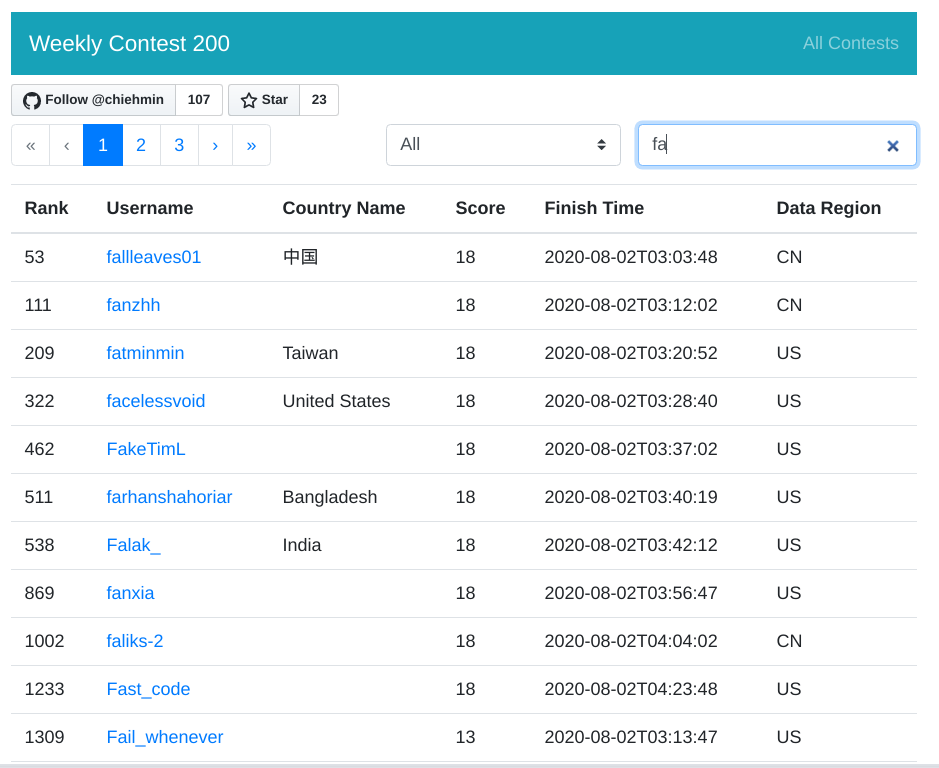 Weekly Contest 200 All Contests
Follow @chiehmin 107 Star 23
« ‹ 1 2 3 › » All fa ×
Rank Username Country Name Score Finish Time Data Region
53 fallleaves01 中国 18 2020-08-02T03:03:48 CN
111 fanzhh 18 2020-08-02T03:12:02 CN
209 fatminmin Taiwan 18 2020-08-02T03:20:52 US
322 facelessvoid United States 18 2020-08-02T03:28:40 US
462 FakeTimL 18 2020-08-02T03:37:02 US
511 farhanshahoriar Bangladesh 18 2020-08-02T03:40:19 US
538 Falak_ India 18 2020-08-02T03:42:12 US
869 fanxia 18 2020-08-02T03:56:47 US
1002 faliks-2 18 2020-08-02T04:04:02 CN
1233 Fast_code 18 2020-08-02T04:23:48 US
1309 Fail_whenever 13 2020-08-02T03:13:47 US